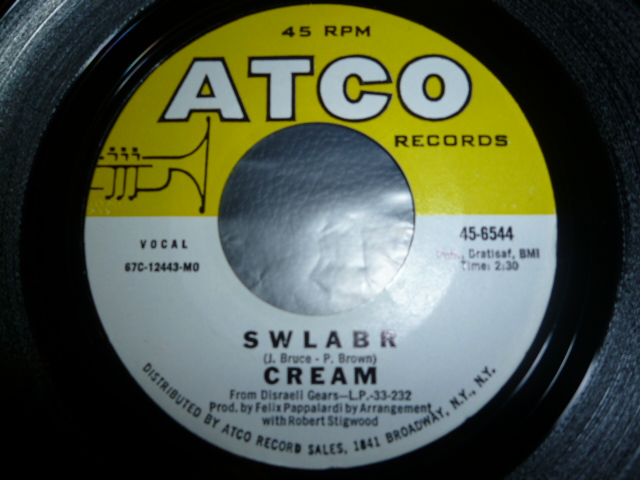 45 RPM
ATCO
RECORDS
VOCAL
67C-12443-MO
45-6544
Gratisaf, BMI
Time: 2:30
SWLABR
(J. Bruce - P. Brown)
CREAM
From Disraeli Gears—L.P.-33-232
Prod. by Felix Pappalardi by Arrangement
with Robert Stigwood
DISTRIBUTED BY ATCO RECORD SALES, 1841 BROADWAY, N.Y., N.Y.